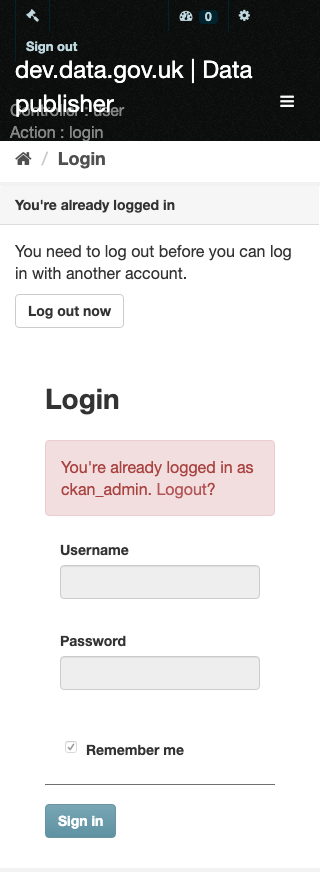 0
Sign out
dev.data.gov.uk | Data
publisher
Controller : user
Action : login
/ Login
You're already logged in
You need to log out before you can log
in with another account.
Log out now
Login
You're already logged in as
ckan_admin. Logout?
Username
Password
Remember me
Sign in